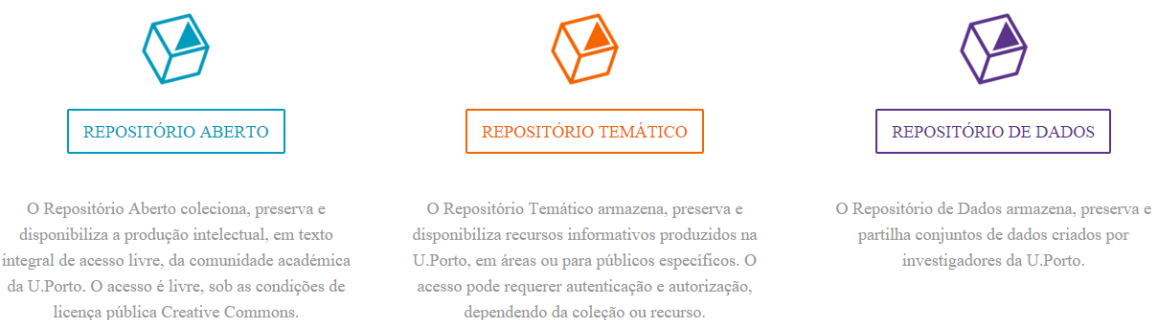 REPOSITÓRIO ABERTO
O Repositório Aberto coleciona, preserva e
disponibiliza a produção intelectual, em texto
integral de acesso livre, da comunidade académica
da U.Porto. O acesso é livre, sob as condições de
licença pública Creative Commons.
REPOSITÓRIO TEMÁTICO
O Repositório Temático armazena, preserva e
disponibiliza recursos informativos produzidos na
U.Porto, em áreas ou para públicos específicos. O
acesso pode requerer autenticação e autorização,
dependendo da coleção ou recurso.
REPOSITÓRIO DE DADOS
O Repositório de Dados armazena, preserva e
partilha conjuntos de dados criados por
investigadores da U.Porto.